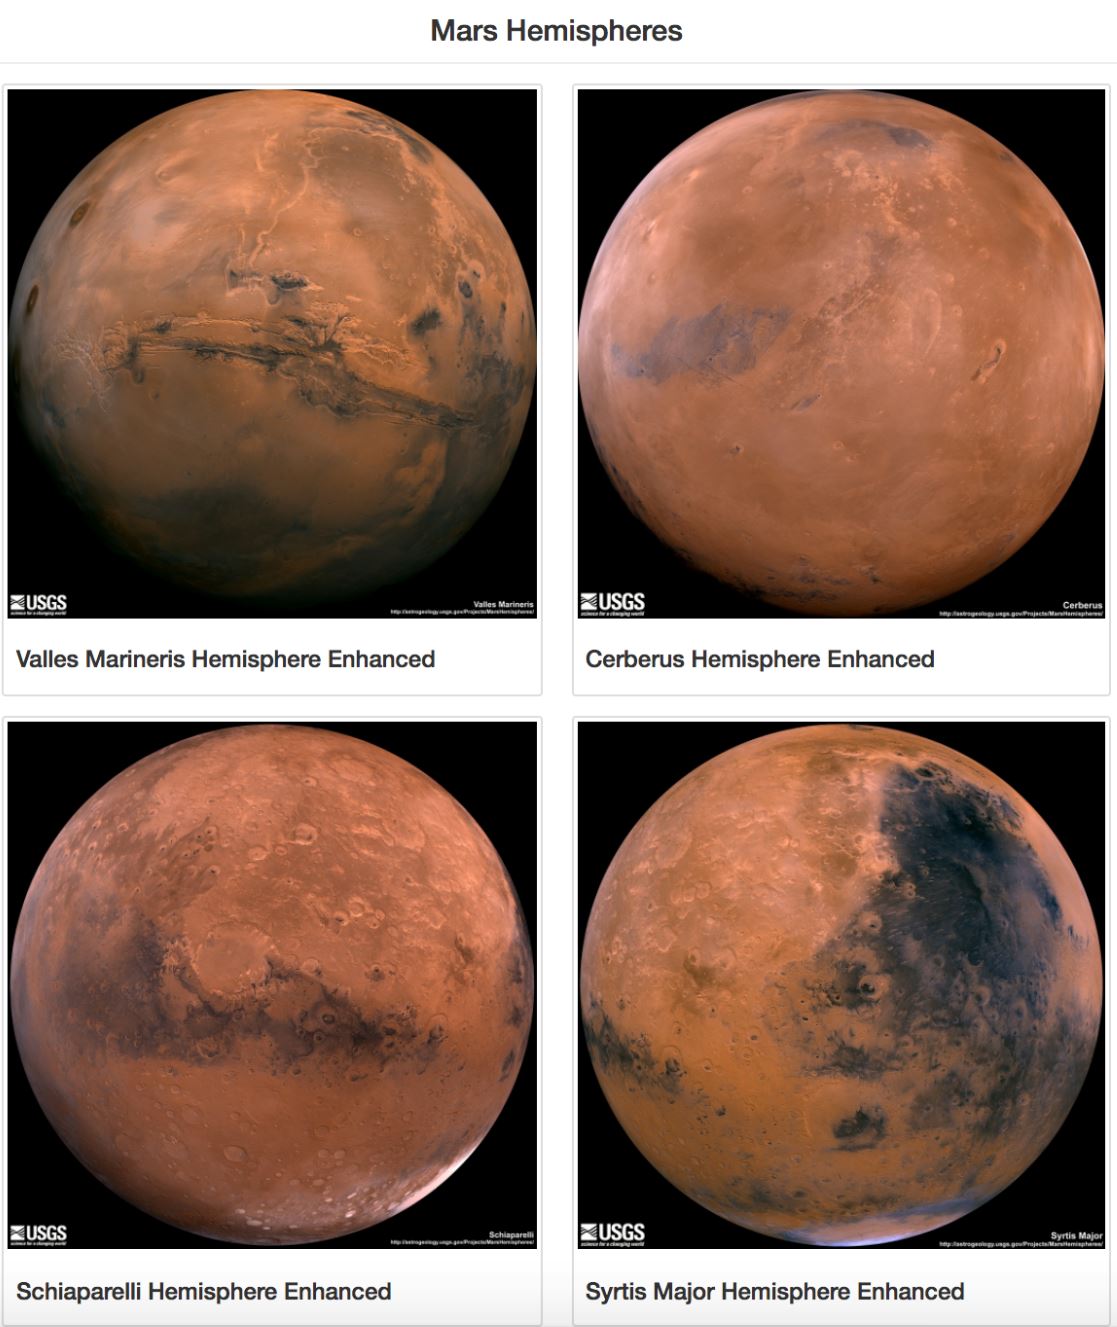 Mars Hemispheres
USGS
science for a changing world
Valles Marineris
http://astrogeology.usgs.gov/Projects/MarsHemispheres/
Valles Marineris Hemisphere Enhanced
USGS
science for a changing world
Cerberus
http://astrogeology.usgs.gov/Projects/MarsHemispheres/
Cerberus Hemisphere Enhanced
USGS
science for a changing world
Schiaparelli
http://astrogeology.usgs.gov/Projects/MarsHemispheres/
Schiaparelli Hemisphere Enhanced
USGS
science for a changing world
Syrtis Major
http://astrogeology.usgs.gov/Projects/MarsHemispheres/
Syrtis Major Hemisphere Enhanced